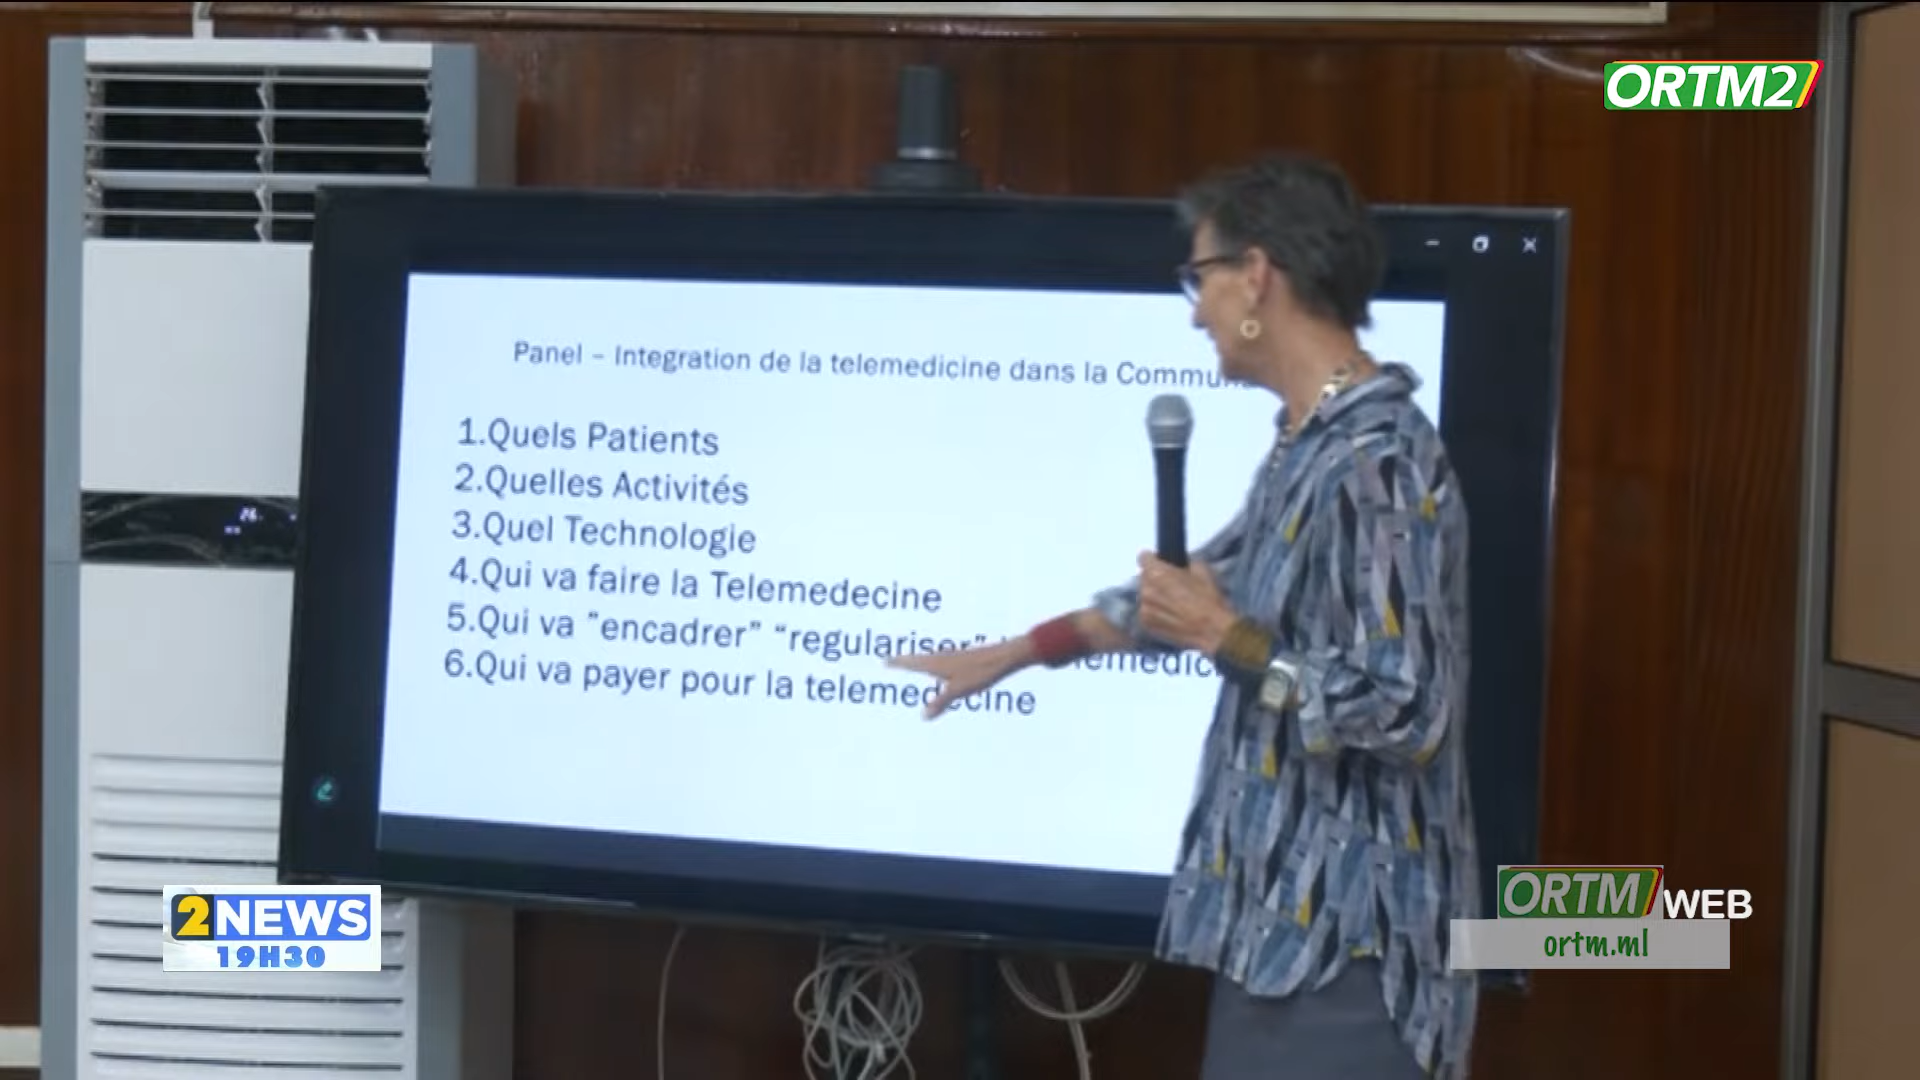 ORTM2
Panel – Integration de la telemedicine dans la
1.Quels Patients
2.Quelles Activités
3.Quel Technologie
4.Qui va faire la Telemedecine
5.Qui va "encadrer" "regulariser"
6.Qui va payer pour la telemedecine
2NEWS
19H30
ORTM WEB
ortm.ml